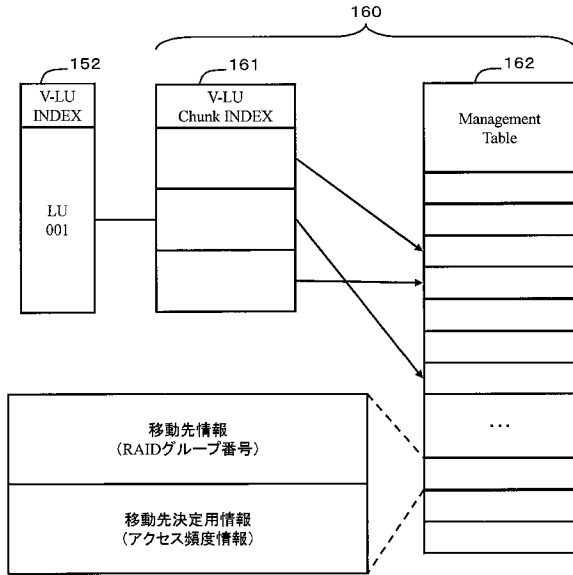 160
152
161
162
V-LU
INDEX
V-LU
Chunk INDEX
Management
Table
LU
001
...
移動先情報
(RAIDグループ番号)
移動先決定用情報
(アクセス頻度情報)